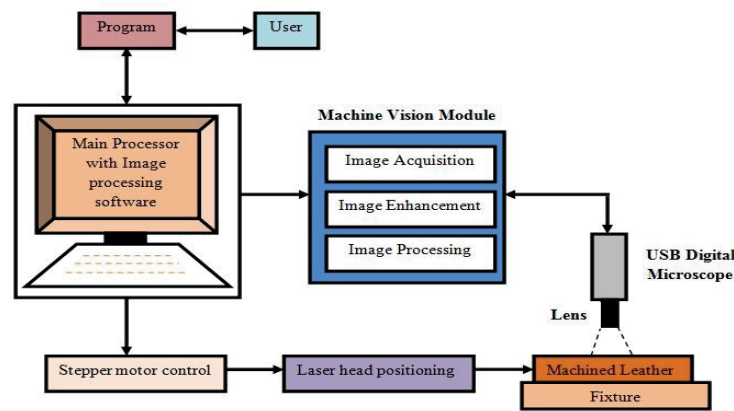 Program
User
Machine Vision Module
Main Processor
with Image
processing
software
Image Acquisition
Image Enhancement
Image Processing
USB Digital
Microscope
Lens
Stepper motor control
Laser head positioning
Machined Leather
Fixture